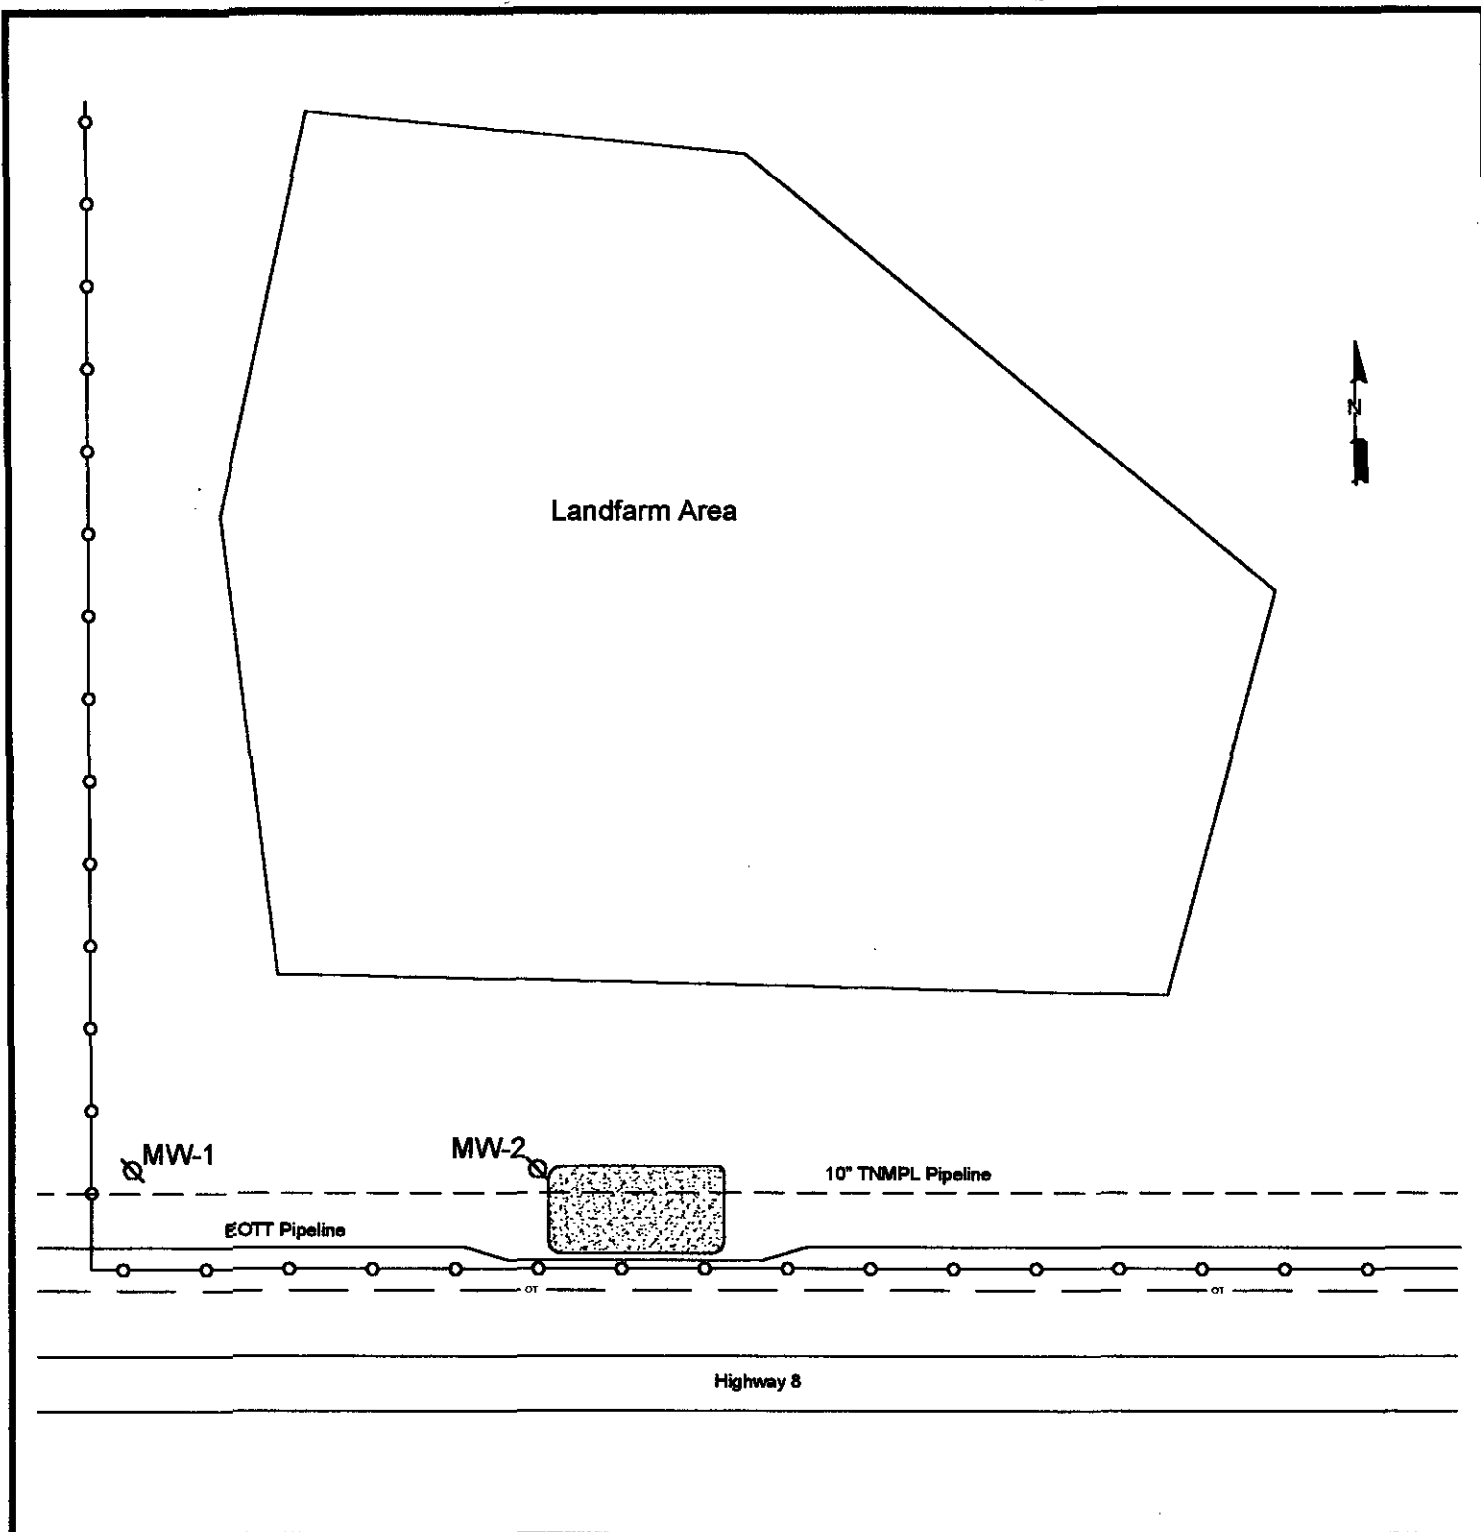 N
Landfarm Area
MW-1
MW-2
10" TNMPL Pipeline
EOTT Pipeline
OT
OT
Highway 8